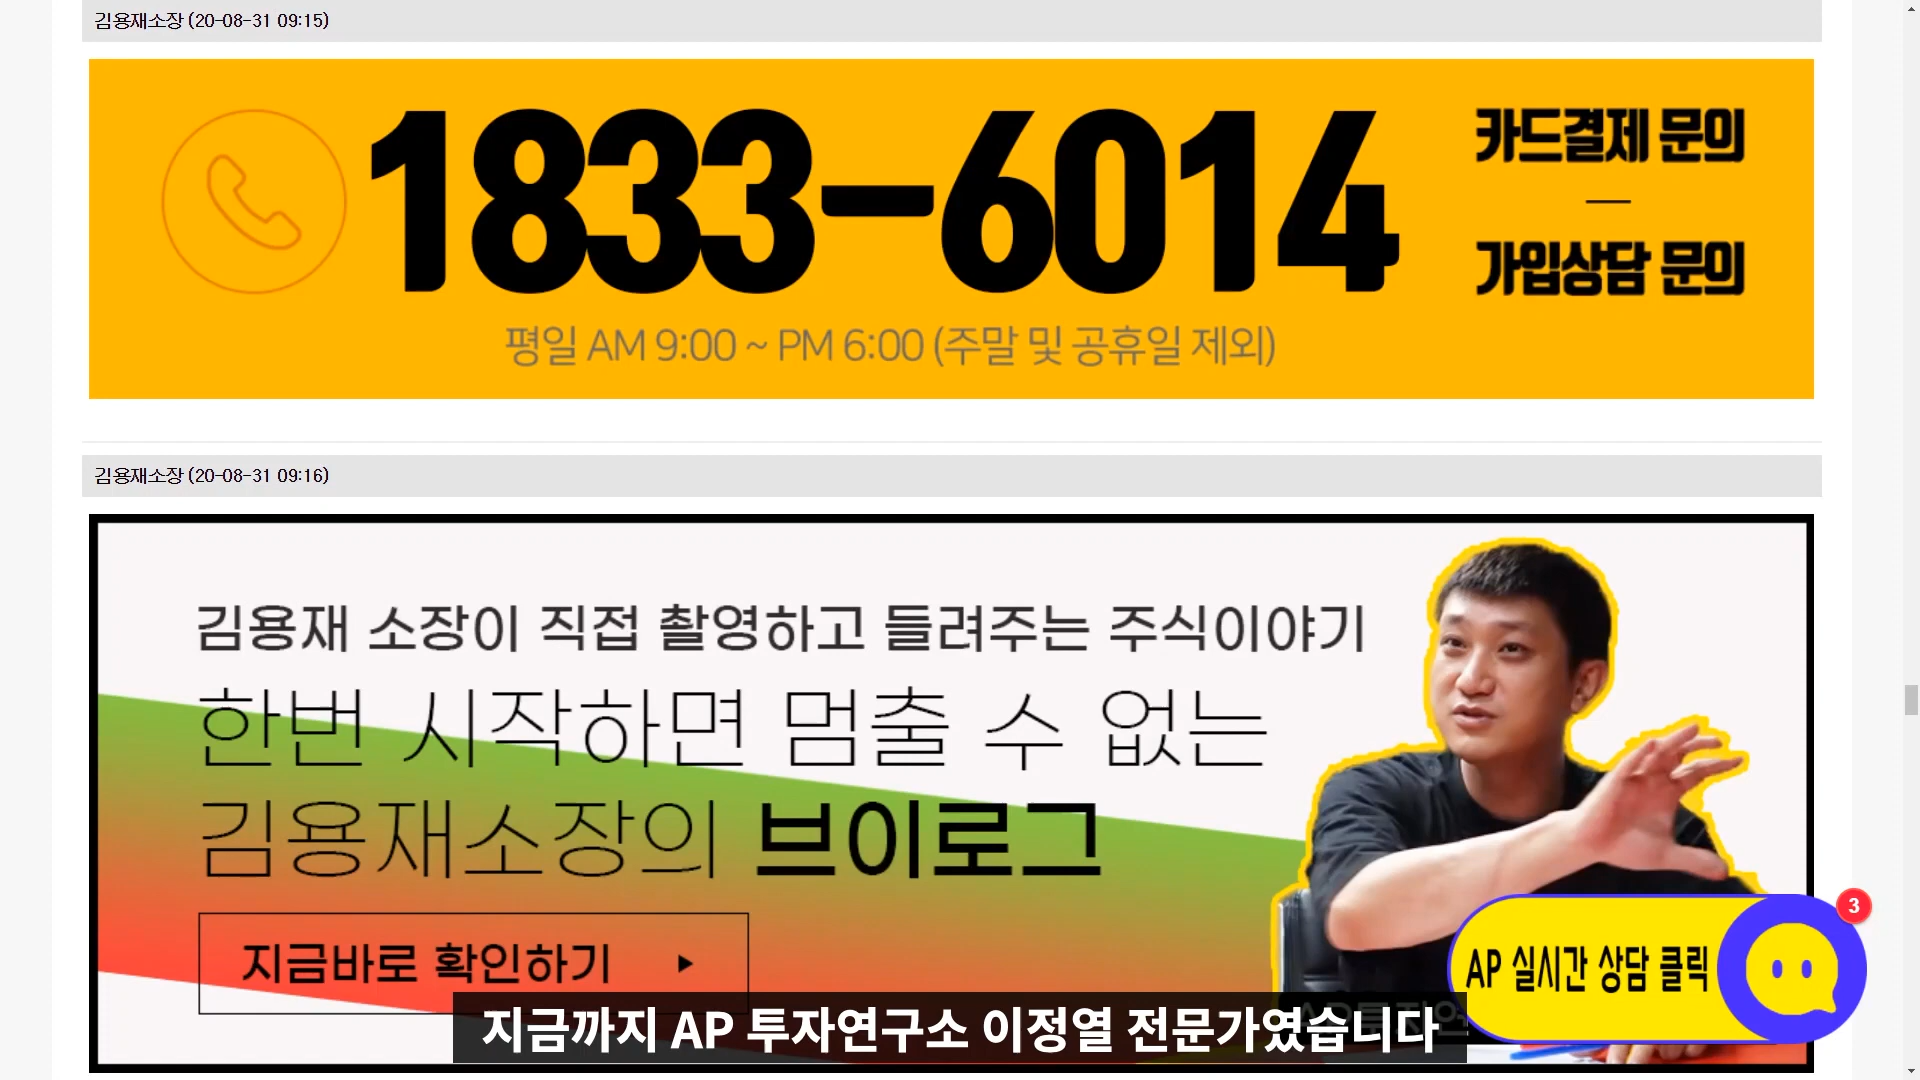 김용재소장 (20-08-31 09:15)
1833-6014
카드결제 문의
가입상담 문의
평일 AM 9:00 ~ PM 6:00 (주말 및 공휴일 제외)
김용재소장 (20-08-31 09:16)
김용재 소장이 직접 촬영하고 들려주는 주식이야기
한번 시작하면 멈출 수 없는
김용재소장의 브이로그
지금바로 확인하기
3
AP 실시간 상담 클릭
지금까지 AP 투자연구소 이정열 전문가였습니다